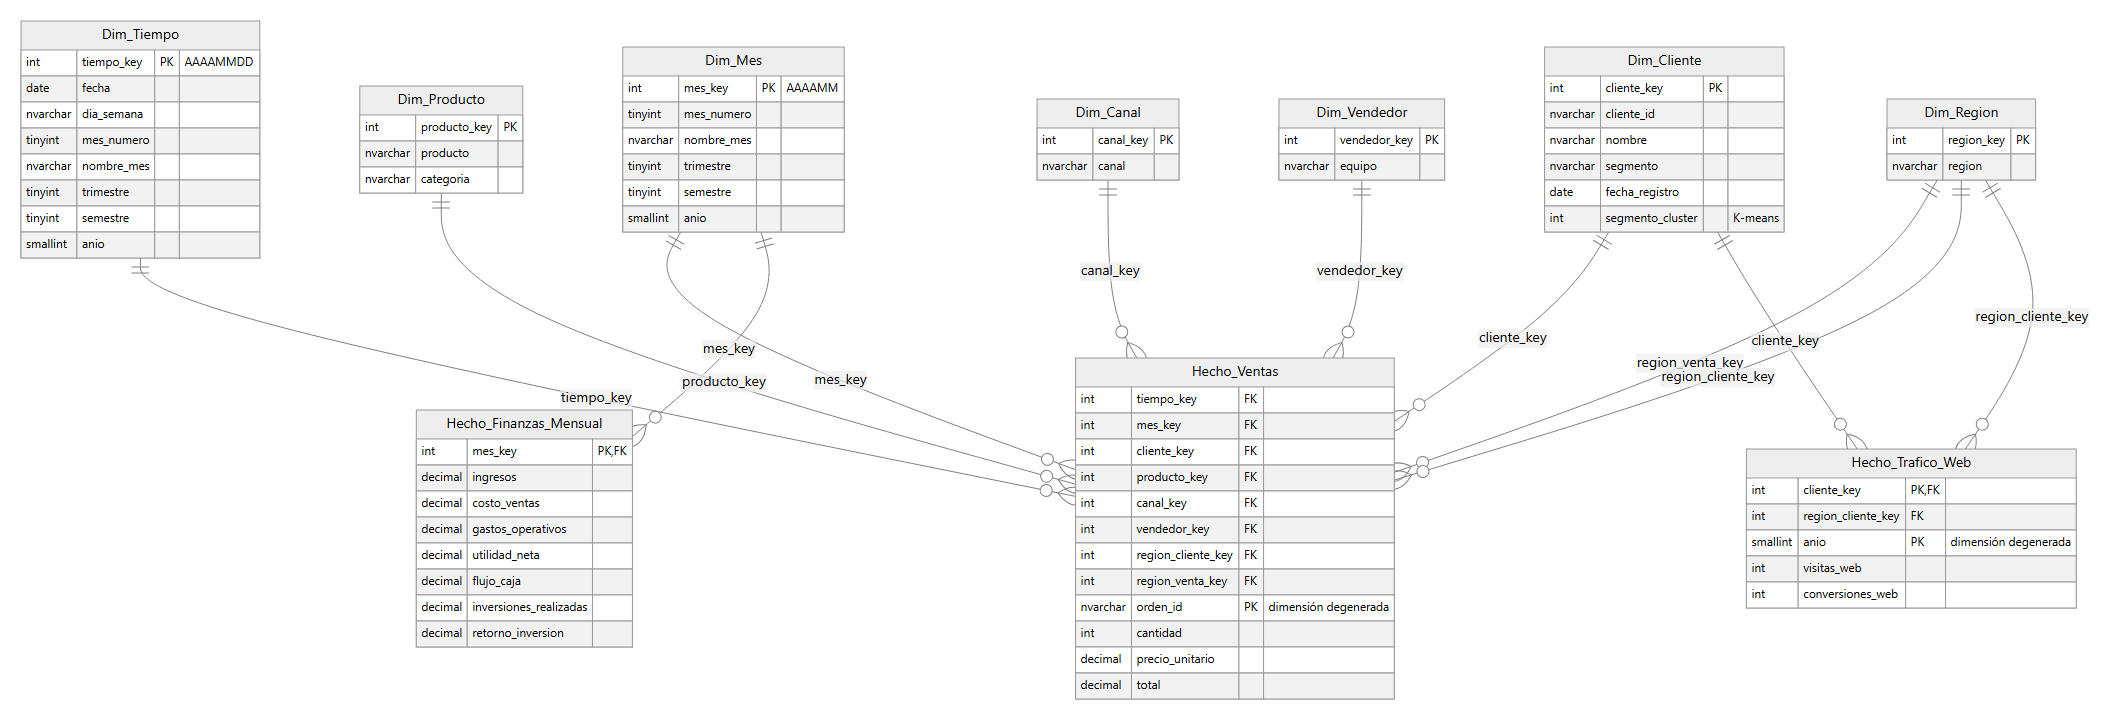 Dim_Tiempo
int tiempo_key PK AAAAMMDD
date fecha
nvarchar dia_semana
tinyint mes_numero
nvarchar nombre_mes
tinyint trimestre
tinyint semestre
smallint anio
Dim_Producto
int producto_key PK
nvarchar producto
nvarchar categoria
Dim_Mes
int mes_key PK AAAAMM
tinyint mes_numero
nvarchar nombre_mes
tinyint trimestre
tinyint semestre
smallint anio
Dim_Canal
int canal_key PK
nvarchar canal
Dim_Vendedor
int vendedor_key PK
nvarchar equipo
Dim_Cliente
int cliente_key PK
nvarchar cliente_id
nvarchar nombre
nvarchar segmento
date fecha_registro
int segmento_cluster K-means
Dim_Region
int region_key PK
nvarchar region
canal_key
vendedor_key
region_cliente_key
cliente_key
cliente_key
mes_key
region_venta_key
region_cliente_key
producto_key
mes_key
tiempo_key
Hecho_Finanzas_Mensual
int mes_key PK,FK
decimal ingresos
decimal costo_ventas
decimal gastos_operativos
decimal utilidad_neta
decimal flujo_caja
decimal inversiones_realizadas
decimal retorno_inversion
Hecho_Ventas
int tiempo_key FK
int mes_key FK
int cliente_key FK
int producto_key FK
int canal_key FK
int vendedor_key FK
int region_cliente_key FK
int region_venta_key FK
nvarchar orden_id PK dimensión degenerada
int cantidad
decimal precio_unitario
decimal total
Hecho_Trafico_Web
int cliente_key PK,FK
int region_cliente_key FK
smallint anio PK dimensión degenerada
int visitas_web
int conversiones_web